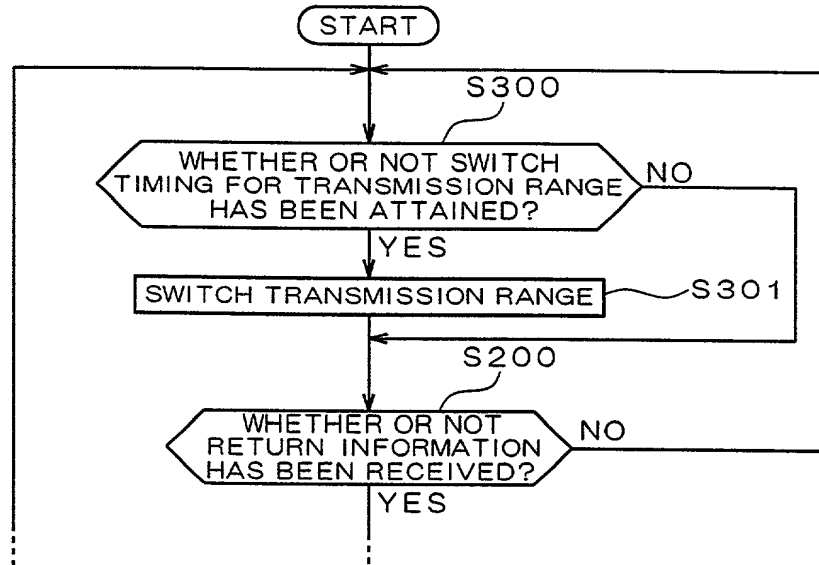 START
S300
WHETHER OR NOT SWITCH
TIMING FOR TRANSMISSION RANGE
HAS BEEN ATTAINED?
NO
YES
SWITCH TRANSMISSION RANGE
S301
S200
WHETHER OR NOT
RETURN INFORMATION
HAS BEEN RECEIVED?
NO
YES